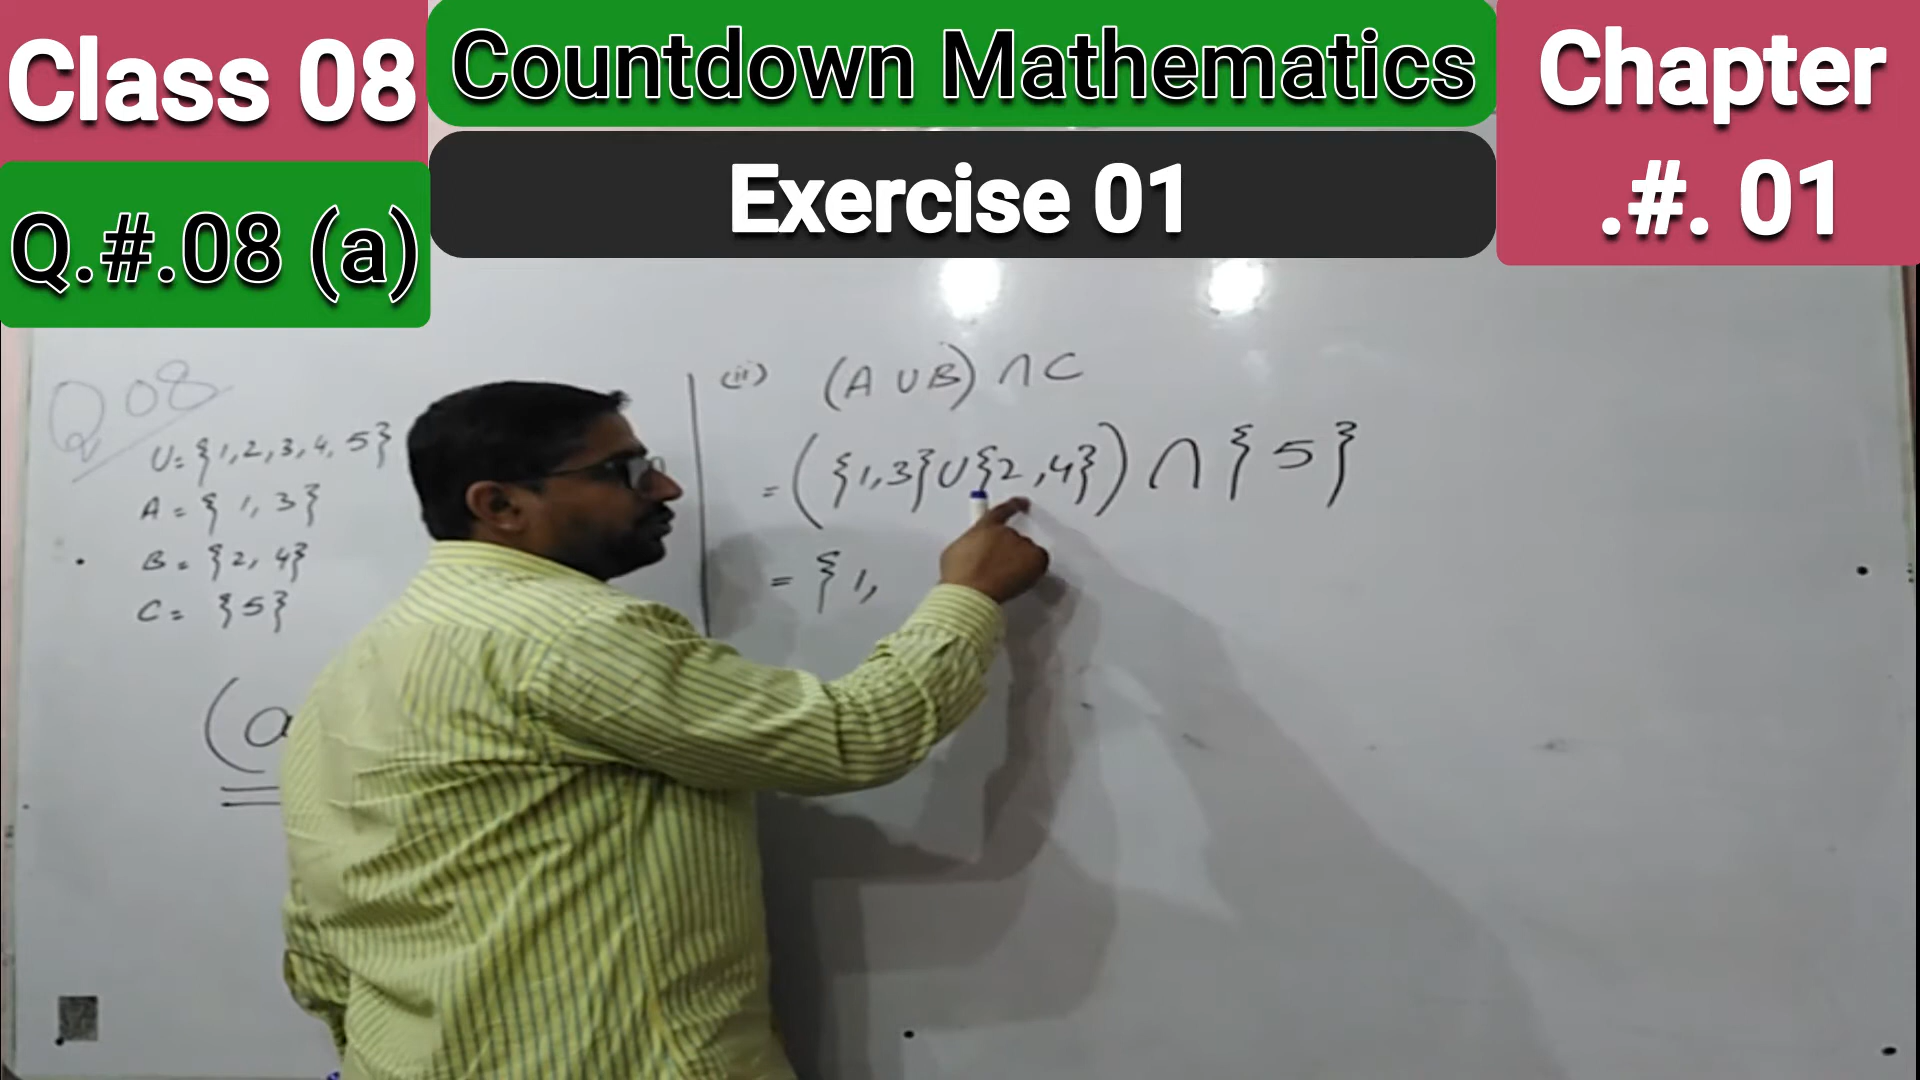 Class 08
Countdown Mathematics
Chapter
.#. 01
Exercise 01
Q.#.08 (a)
Q 08
U = {1,2,3,4,5}
A = {1,3}
B = {2,4}
C = {5}
(a
(ii) (A ∪ B) ∩ C
= ({1,3} ∪ {2,4}) ∩ {5}
= {1,